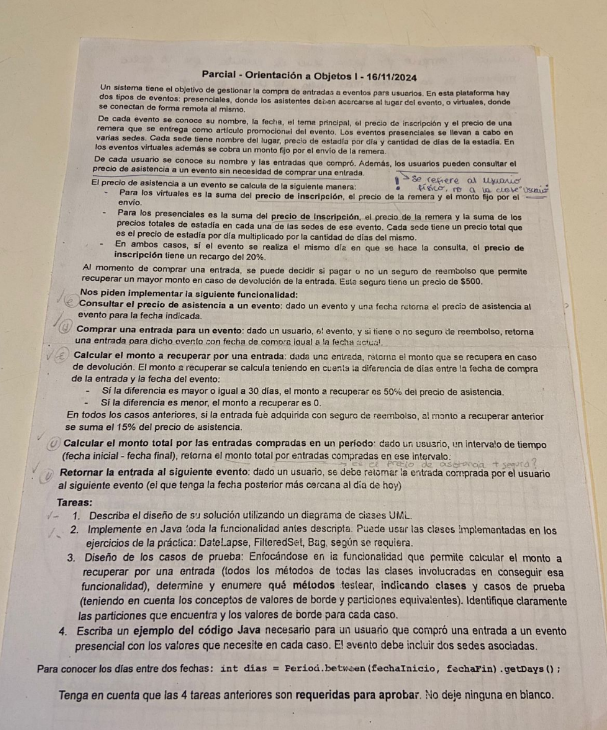 Parcial - Orientación a Objetos I - 16/11/2024
Un sistema tiene el objetivo de gestionar la compra de entradas a eventos para usuarios. En esta plataforma hay
dos tipos de eventos: presenciales, donde los asistentes deben acercarse al lugar del evento, o virtuales, donde
se conectan de forma remota al mismo.
De cada evento se conoce su nombre, la fecha, el tema principal, el precio de inscripción y el precio de una
remera que se entrega como artículo promocional del evento. Los eventos presenciales se llevan a cabo en
varias sedes. Cada sede tiene nombre del lugar, precio de estadía por día y cantidad de días de la estadía. En
los eventos virtuales además se cobra un monto fijo por el envío de la remera.
De cada usuario se conoce su nombre y las entradas que compró. Además, los usuarios pueden consultar el
precio de asistencia a un evento sin necesidad de comprar una entrada.
! → se refiere al usuario
físico, no a la clase "usuario"
El precio de asistencia a un evento se calcula de la siguiente manera:
- Para los virtuales es la suma del precio de inscripción, el precio de la remera y el monto fijo por el
envío.
- Para los presenciales es la suma del precio de inscripción, el precio de la remera y la suma de los
precios totales de estadía en cada una de las sedes de ese evento. Cada sede tiene un precio total que
es el precio de estadía por día multiplicado por la cantidad de días del mismo.
- En ambos casos, si el evento se realiza el mismo día en que se hace la consulta, el precio de
inscripción tiene un recargo del 20%.
Al momento de comprar una entrada, se puede decidir si pagar o no un seguro de reembolso que permite
recuperar un mayor monto en caso de devolución de la entrada. Este seguro tiene un precio de $500.
Nos piden implementar la siguiente funcionalidad:
Consultar el precio de asistencia a un evento: dado un evento y una fecha retorna el precio de asistencia al
evento para la fecha indicada.
Comprar una entrada para un evento: dado un usuario, el evento, y si tiene o no seguro de reembolso, retorna
una entrada para dicho evento con fecha de compra igual a la fecha actual.
Calcular el monto a recuperar por una entrada: dada una entrada, retorna el monto que se recupera en caso
de devolución. El monto a recuperar se calcula teniendo en cuenta la diferencia de días entre la fecha de compra
de la entrada y la fecha del evento:
- Si la diferencia es mayor o igual a 30 días, el monto a recuperar es 50% del precio de asistencia.
- Si la diferencia es menor, el monto a recuperar es 0.
En todos los casos anteriores, si la entrada fue adquirida con seguro de reembolso, al monto a recuperar anterior
se suma el 15% del precio de asistencia.
Calcular el monto total por las entradas compradas en un período: dado un usuario, un intervalo de tiempo
(fecha inicial - fecha final), retorna el monto total por entradas compradas en ese intervalo.
→ es el precio de asistencia + seguro?
Retornar la entrada al siguiente evento: dado un usuario, se debe retornar la entrada comprada por el usuario
al siguiente evento (el que tenga la fecha posterior más cercana al día de hoy)
Tareas:
1. Describa el diseño de su solución utilizando un diagrama de clases UML.
2. Implemente en Java toda la funcionalidad antes descripta. Puede usar las clases implementadas en los
ejercicios de la práctica: DateLapse, FilteredSet, Bag, según se requiera.
3. Diseño de los casos de prueba: Enfocándose en la funcionalidad que permite calcular el monto a
recuperar por una entrada (todos los métodos de todas las clases involucradas en conseguir esa
funcionalidad), determine y enumere qué métodos testear, indicando clases y casos de prueba
(teniendo en cuenta los conceptos de valores de borde y particiones equivalentes). Identifique claramente
las particiones que encuentra y los valores de borde para cada caso.
4. Escriba un ejemplo del código Java necesario para un usuario que compró una entrada a un evento
presencial con los valores que necesite en cada caso. El evento debe incluir dos sedes asociadas.
Para conocer los días entre dos fechas: int dias = Period.between(fechaInicio, fechaFin).getDays();
Tenga en cuenta que las 4 tareas anteriores son requeridas para aprobar. No deje ninguna en blanco.